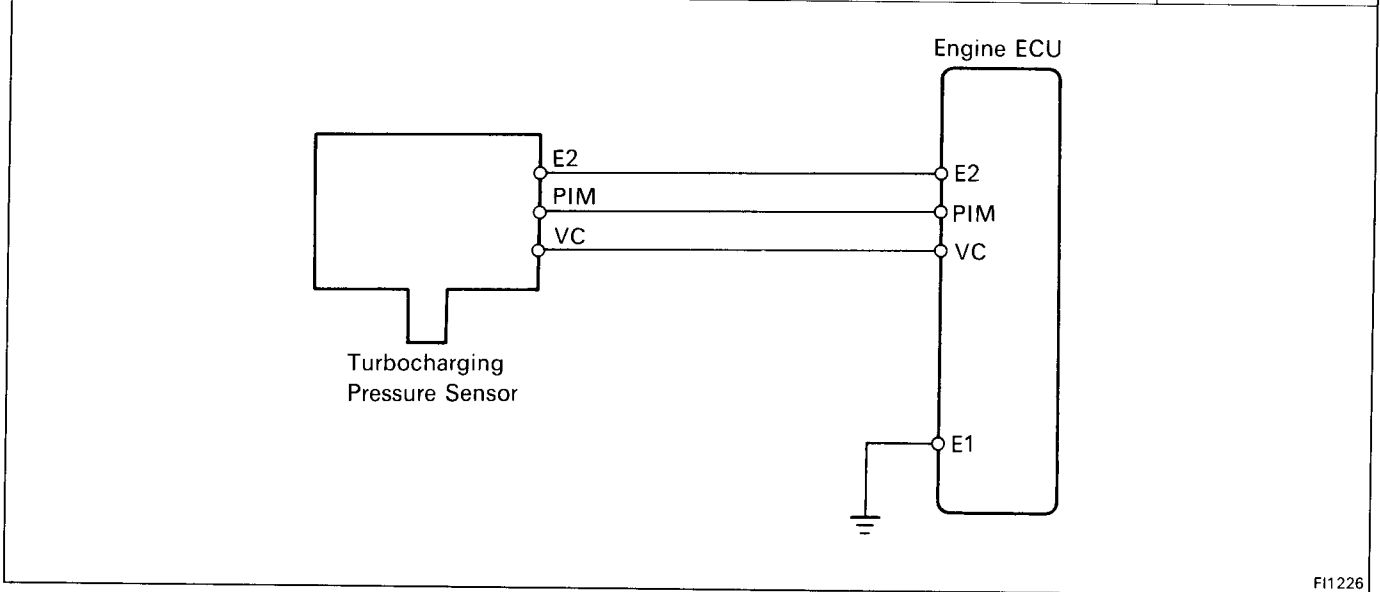 Engine ECU
E2
E2
PIM
PIM
VC
VC
Turbocharging
Pressure Sensor
E1
FI1226